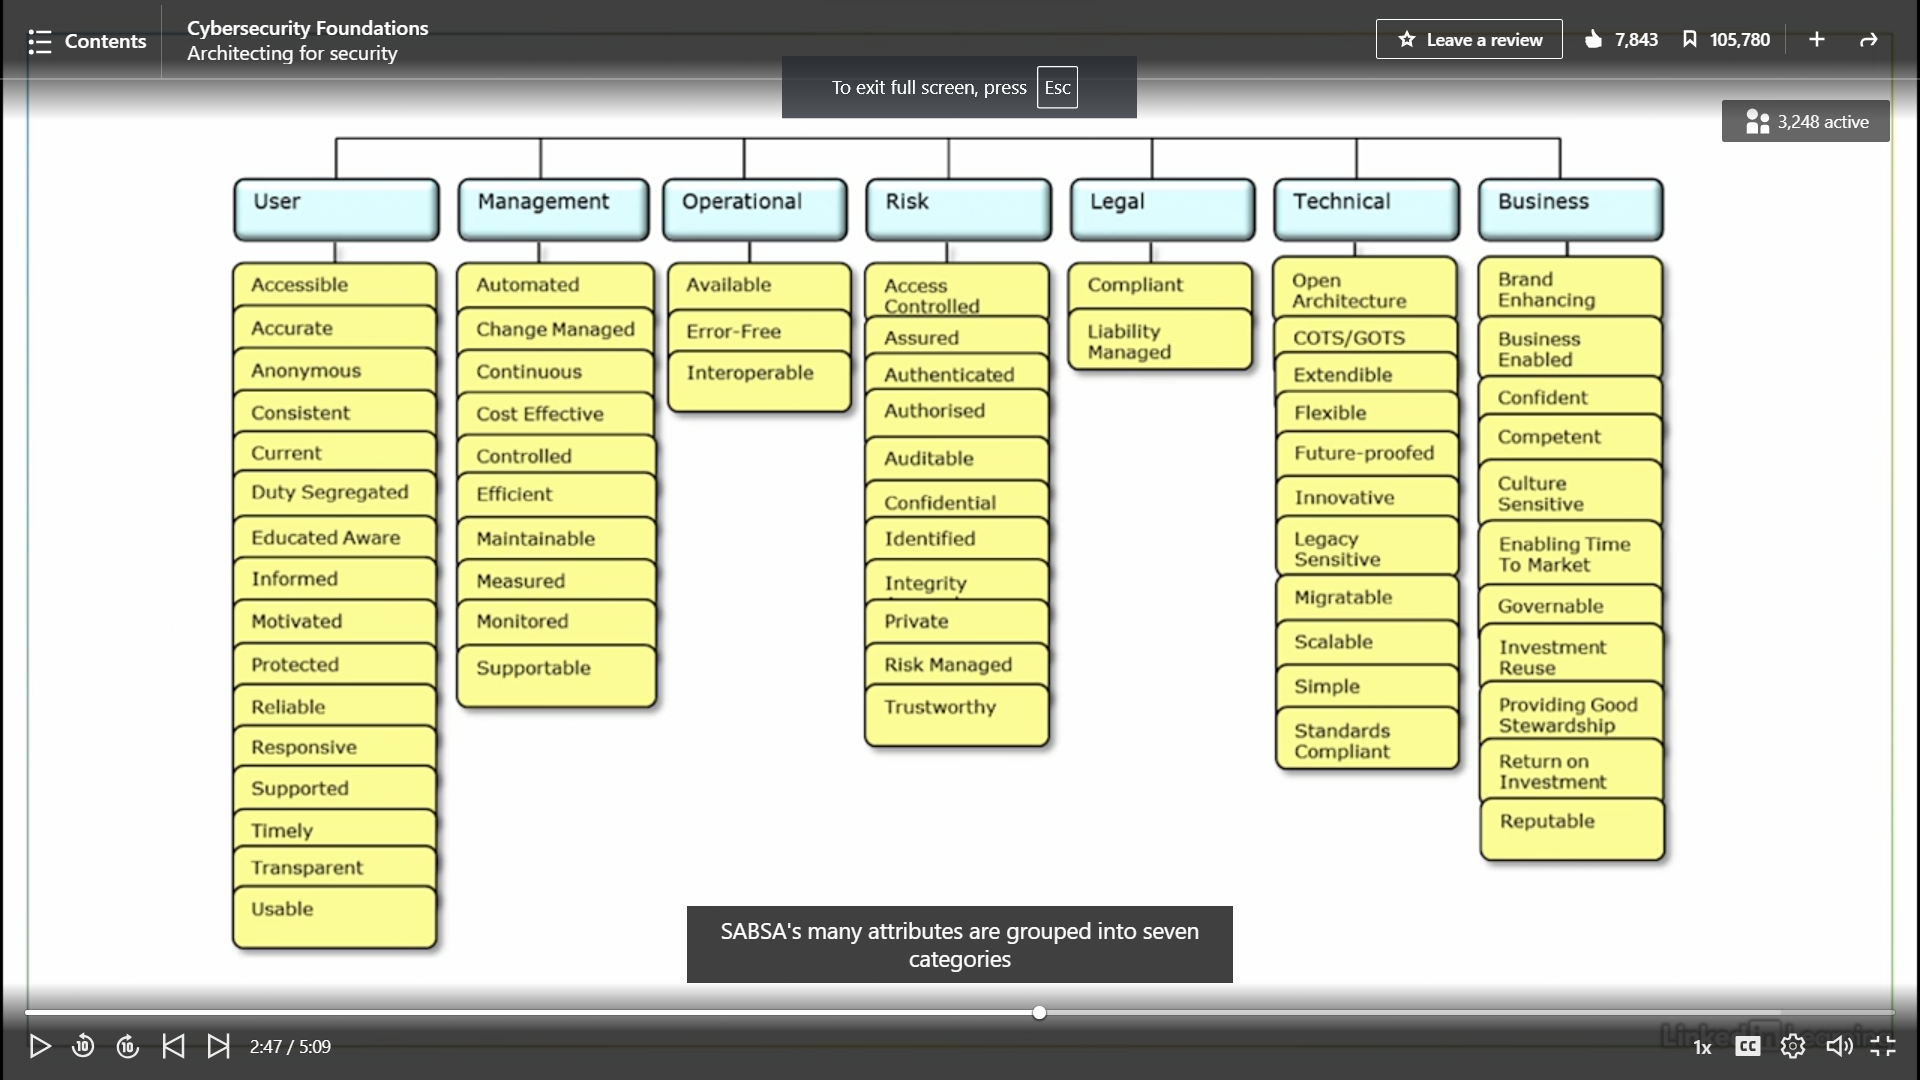 Contents
Cybersecurity Foundations
Architecting for security
Leave a review
7,843
105,780
To exit full screen, press Esc
3,248 active
User
Accessible
Accurate
Anonymous
Consistent
Current
Duty Segregated
Educated Aware
Informed
Motivated
Protected
Reliable
Responsive
Supported
Timely
Transparent
Usable
Management
Automated
Change Managed
Continuous
Cost Effective
Controlled
Efficient
Maintainable
Measured
Monitored
Supportable
Operational
Available
Error-Free
Interoperable
Risk
Access
Controlled
Assured
Authenticated
Authorised
Auditable
Confidential
Identified
Integrity
Private
Risk Managed
Trustworthy
Legal
Compliant
Liability
Managed
Technical
Open
Architecture
COTS/GOTS
Extendible
Flexible
Future-proofed
Innovative
Legacy
Sensitive
Migratable
Scalable
Simple
Standards
Compliant
Business
Brand
Enhancing
Business
Enabled
Confident
Competent
Culture
Sensitive
Enabling Time
To Market
Governable
Investment
Reuse
Providing Good
Stewardship
Return on
Investment
Reputable
SABSA's many attributes are grouped into seven
categories
10
10
2:47 / 5:09
LinkedIn Learning
1x
CC